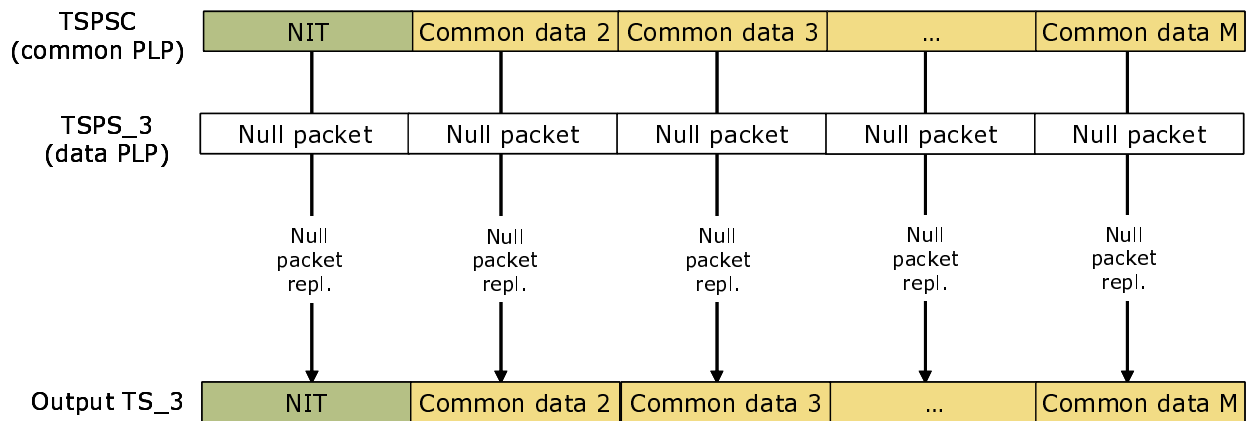 TSPSC
(common PLP)
NIT
Common data 2
Common data 3
...
Common data M
TSPS_3
(data PLP)
Null packet
Null packet
Null packet
Null packet
Null packet
Null
packet
repl.
Null
packet
repl.
Null
packet
repl.
Null
packet
repl.
Null
packet
repl.
Output TS_3
NIT
Common data 2
Common data 3
...
Common data M